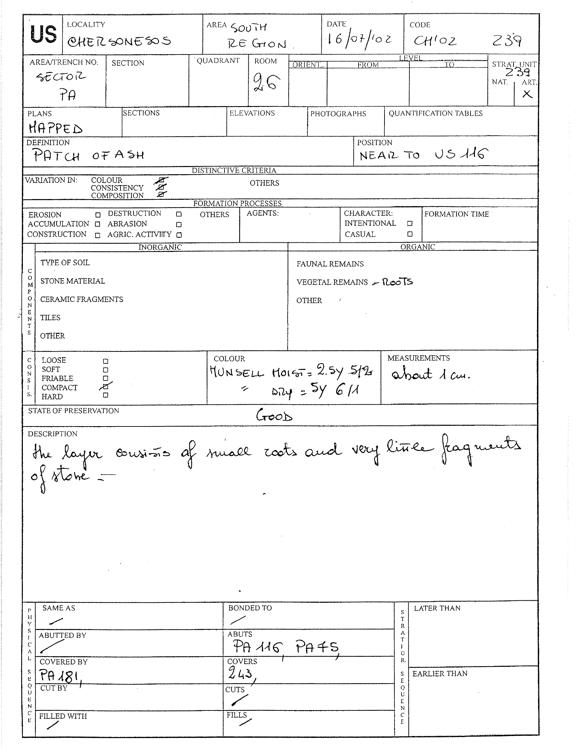 US
LOCALITY
CHERSONESOS
AREA SOUTH
REGION
DATE
16/07/'02
CODE
CH'02 239
AREA/TRENCH NO.
SECTOR
PA
SECTION
QUADRANT
ROOM
26
LEVEL
ORIENT. FROM TO
STRAT. UNIT
239
NAT. ART.
X
PLANS
MAPPED
SECTIONS
ELEVATIONS
PHOTOGRAPHS
QUANTIFICATION TABLES
DEFINITION
PATCH OF ASH
POSITION
NEAR TO US 116
DISTINCTIVE CRITERIA
VARIATION IN: COLOUR
CONSISTENCY
COMPOSITION
OTHERS
FORMATION PROCESSES
EROSION DESTRUCTION OTHERS
ACCUMULATION ABRASION
CONSTRUCTION AGRIC. ACTIVITY
AGENTS:
CHARACTER:
INTENTIONAL
CASUAL
FORMATION TIME
COMPONENTS
INORGANIC
TYPE OF SOIL
STONE MATERIAL
CERAMIC FRAGMENTS
TILES
OTHER
ORGANIC
FAUNAL REMAINS
VEGETAL REMAINS - ROOTS
OTHER
CONSIS.
LOOSE
SOFT
FRIABLE
COMPACT
HARD
COLOUR
MUNSELL MOIST = 2.5Y 5/2
" DRY = 5Y 6/1
MEASUREMENTS
about 1 cm.
STATE OF PRESERVATION
GOOD
DESCRIPTION
the layer consists of small roots and very little fragments
of stone -
PHYSICAL SEQUENCE
SAME AS
BONDED TO
ABUTTED BY
ABUTS
PA 116, PA 45,
COVERED BY
PA 181,
COVERS
243,
CUT BY
CUTS
FILLED WITH
FILLS
STRATIGR. SEQUENCE
LATER THAN
EARLIER THAN